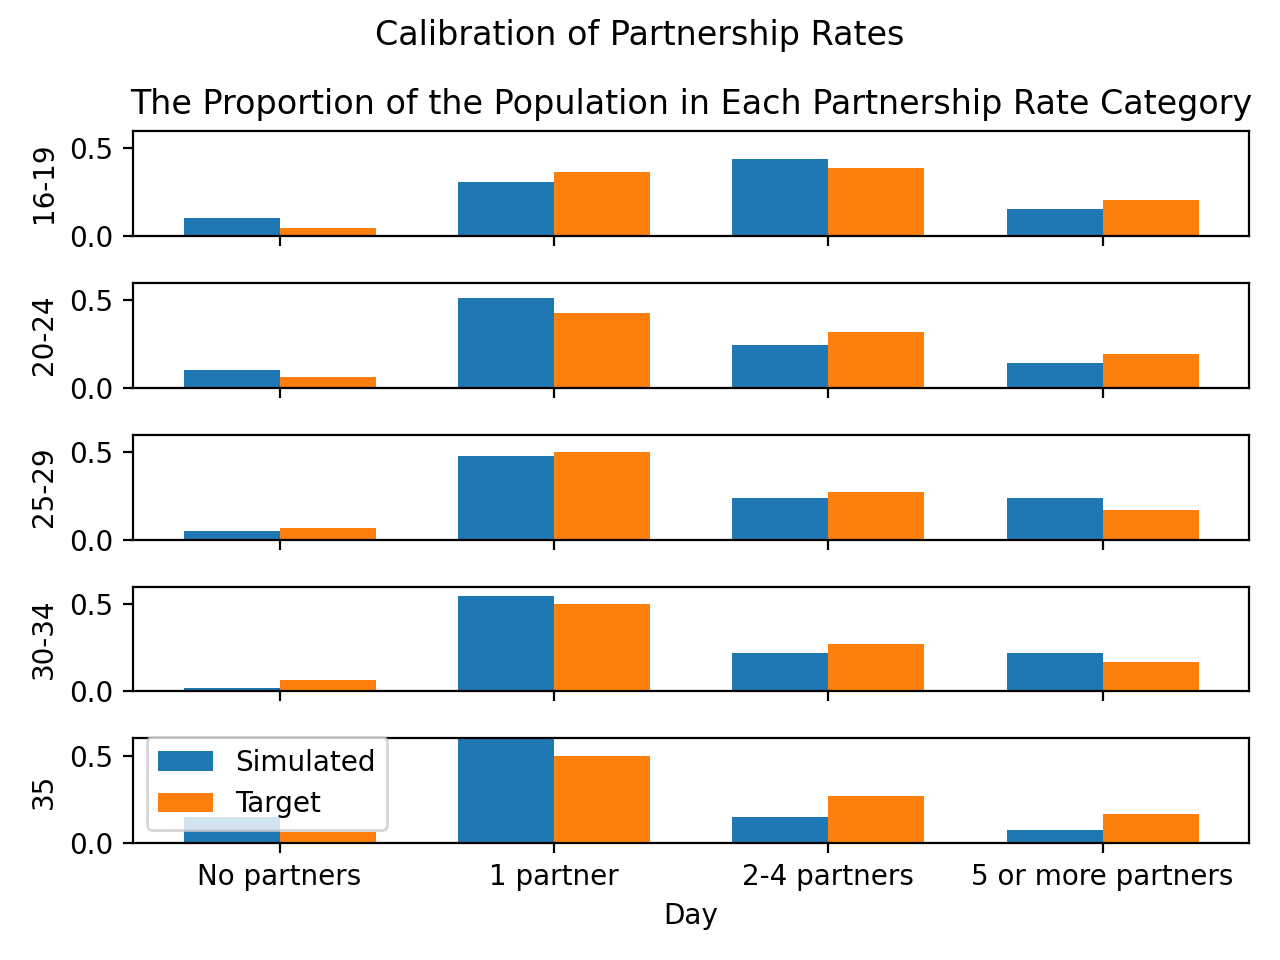 Calibration of Partnership Rates
The Proportion of the Population in Each Partnership Rate Category
16-19
0.5
0.0
20-24
0.5
0.0
25-29
0.5
0.0
30-34
0.5
0.0
35
0.5
0.0
Simulated
Target
No partners
1 partner
2-4 partners
5 or more partners
Day